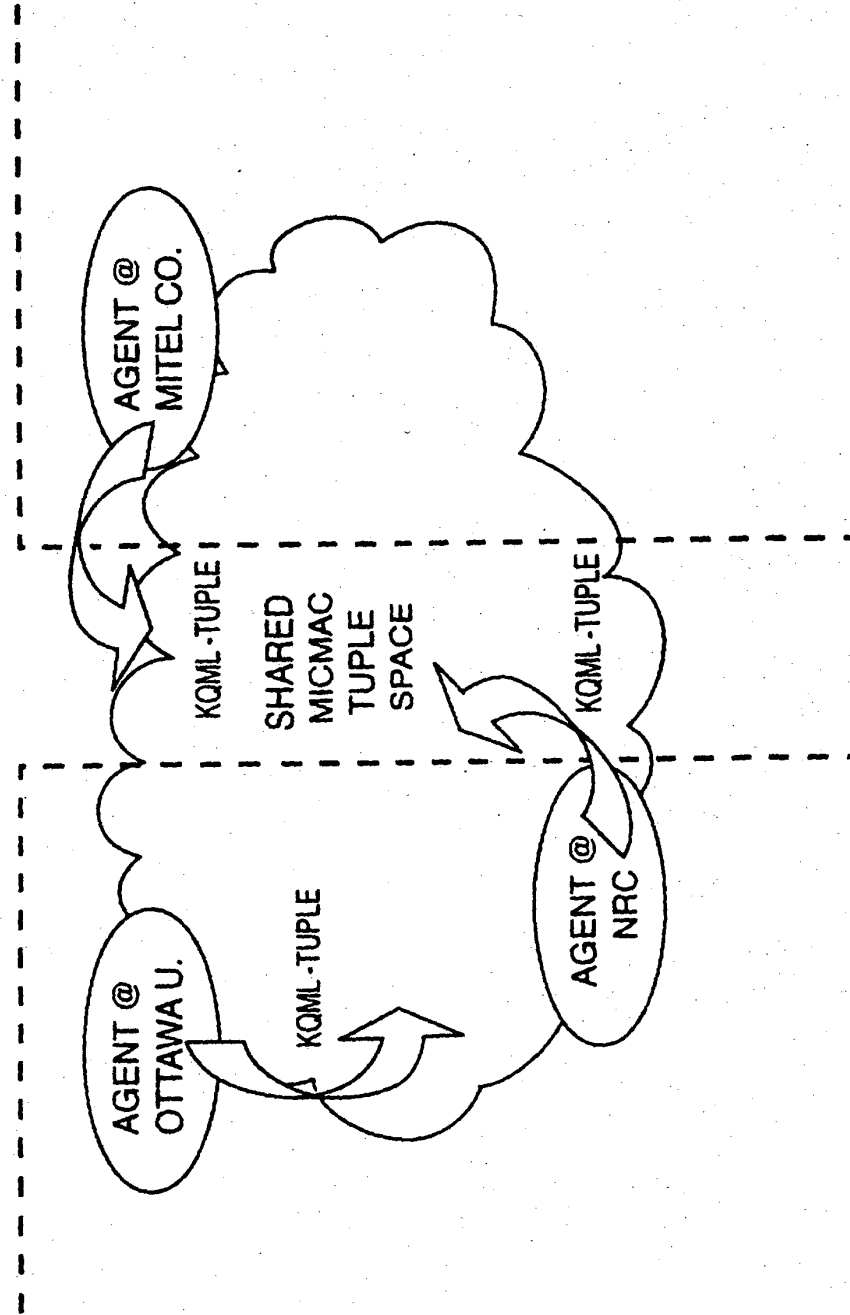 AGENT @
OTTAWA U.
KQML-TUPLE
AGENT @
MITEL CO.
KQML-TUPLE
SHARED
MICMAC
TUPLE
SPACE
AGENT @
NRC
KQML-TUPLE